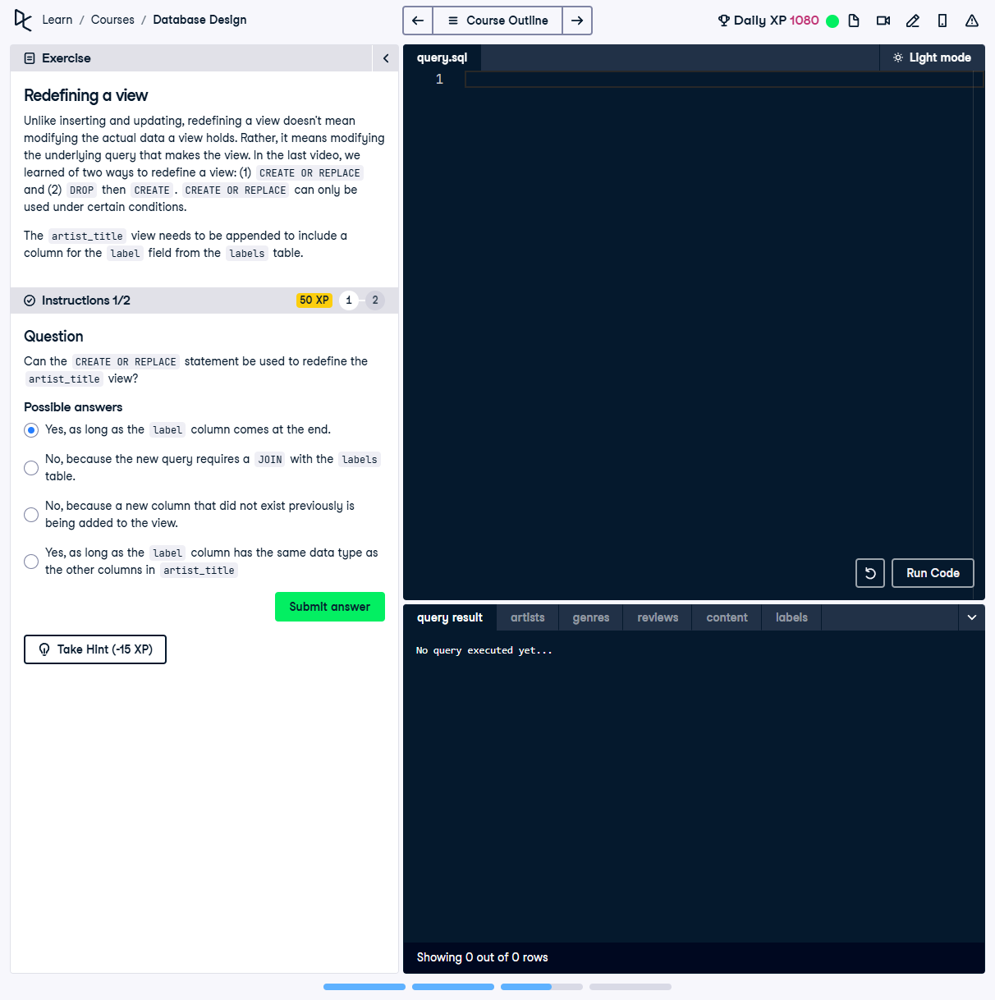 Learn / Courses / Database Design
Course Outline
Daily XP 1080
Exercise
Redefining a view
Unlike inserting and updating, redefining a view doesn't mean
modifying the actual data a view holds. Rather, it means modifying
the underlying query that makes the view. In the last video, we
learned of two ways to redefine a view: (1) CREATE OR REPLACE
and (2) DROP then CREATE. CREATE OR REPLACE can only be
used under certain conditions.
The artist_title view needs to be appended to include a
column for the label field from the labels table.
Instructions 1/2
50 XP
1
2
Question
Can the CREATE OR REPLACE statement be used to redefine the
artist_title view?
Possible answers
Yes, as long as the label column comes at the end.
No, because the new query requires a JOIN with the labels
table.
No, because a new column that did not exist previously is
being added to the view.
Yes, as long as the label column has the same data type as
the other columns in artist_title
Submit answer
Take Hint (-15 XP)
query.sql
Light mode
1
Run Code
query result
artists
genres
reviews
content
labels
No query executed yet...
Showing 0 out of 0 rows